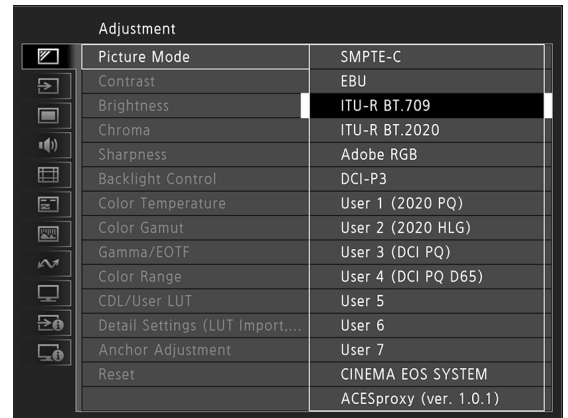 Adjustment
Picture Mode
Contrast
Brightness
Chroma
Sharpness
Backlight Control
Color Temperature
Color Gamut
Gamma/EOTF
Color Range
CDL/User LUT
Detail Settings (LUT Import,...
Anchor Adjustment
Reset
SMPTE-C
EBU
ITU-R BT.709
ITU-R BT.2020
Adobe RGB
DCI-P3
User 1 (2020 PQ)
User 2 (2020 HLG)
User 3 (DCI PQ)
User 4 (DCI PQ D65)
User 5
User 6
User 7
CINEMA EOS SYSTEM
ACESproxy (ver. 1.0.1)